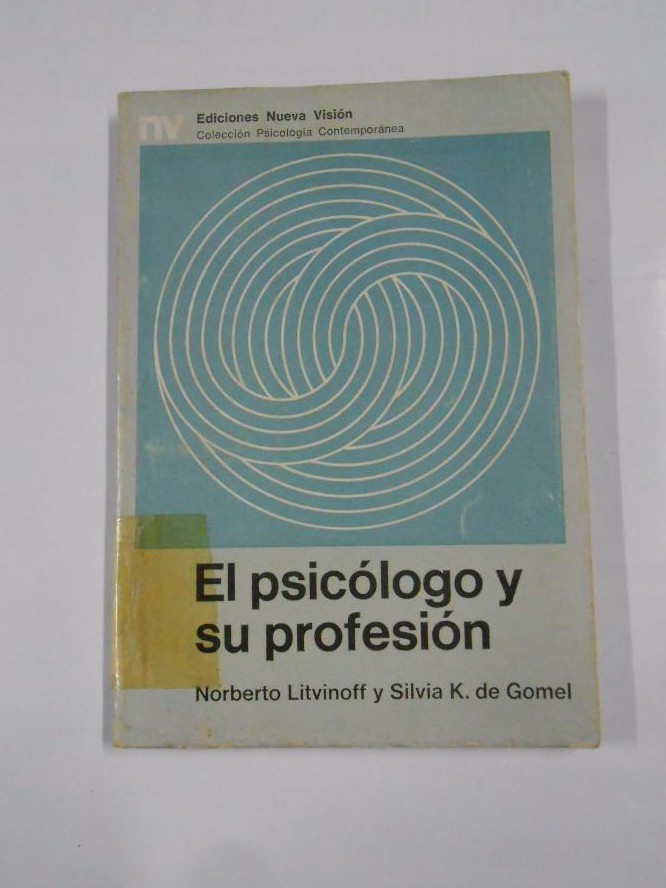 nv
Ediciones Nueva Visión
Colección Psicología Contemporánea
El psicólogo y
su profesión
Norberto Litvinoff y Silvia K. de Gomel